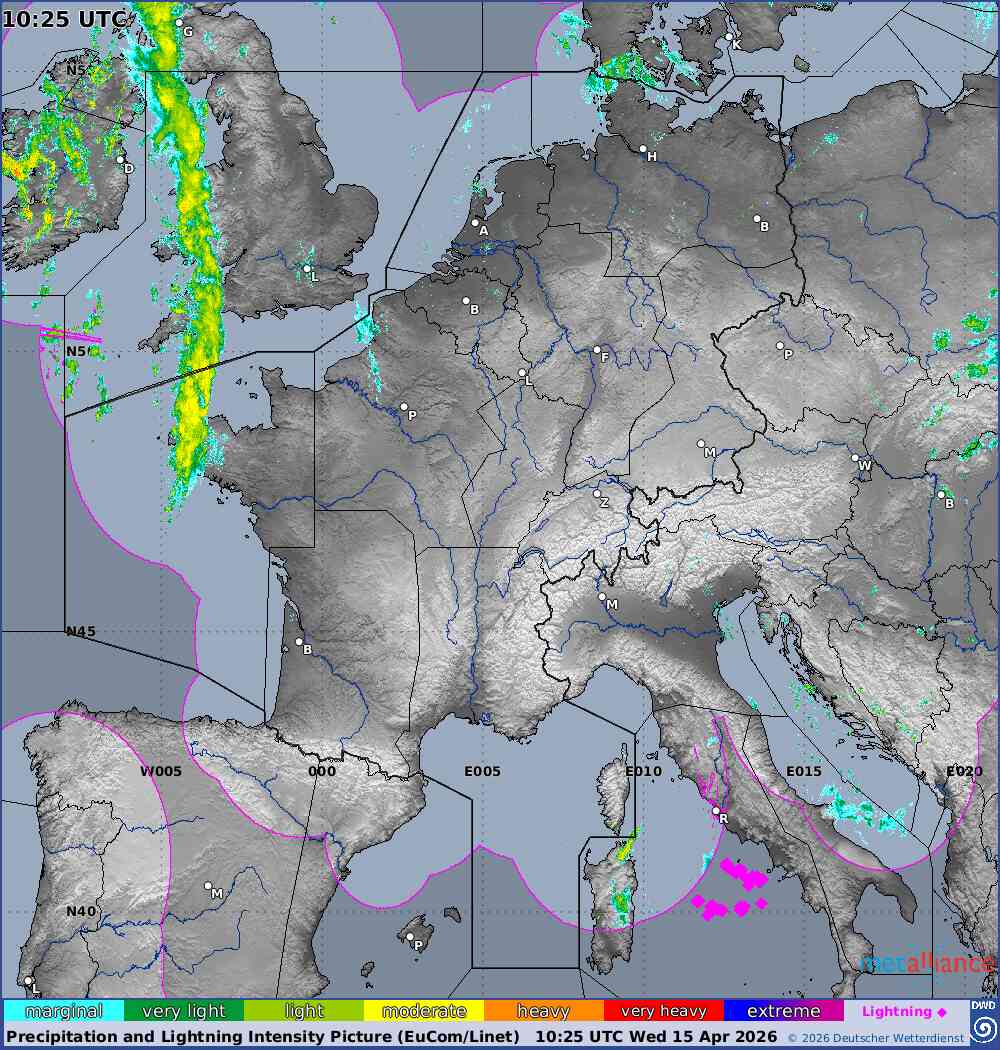 10:25 UTC
G
K
N55
D
H
A
B
L
B
N50
P
F
L
P
M
W
Z
B
M
N45
B
W005
000
E005
E010
E015
E020
R
M
N40
P
metalliance
L
marginal
very light
light
moderate
heavy
very heavy
extreme
Lightning
DWD
Precipitation and Lightning Intensity Picture (EuCom/Linet) 10:25 UTC Wed 15 Apr 2026 © 2026 Deutscher Wetterdienst